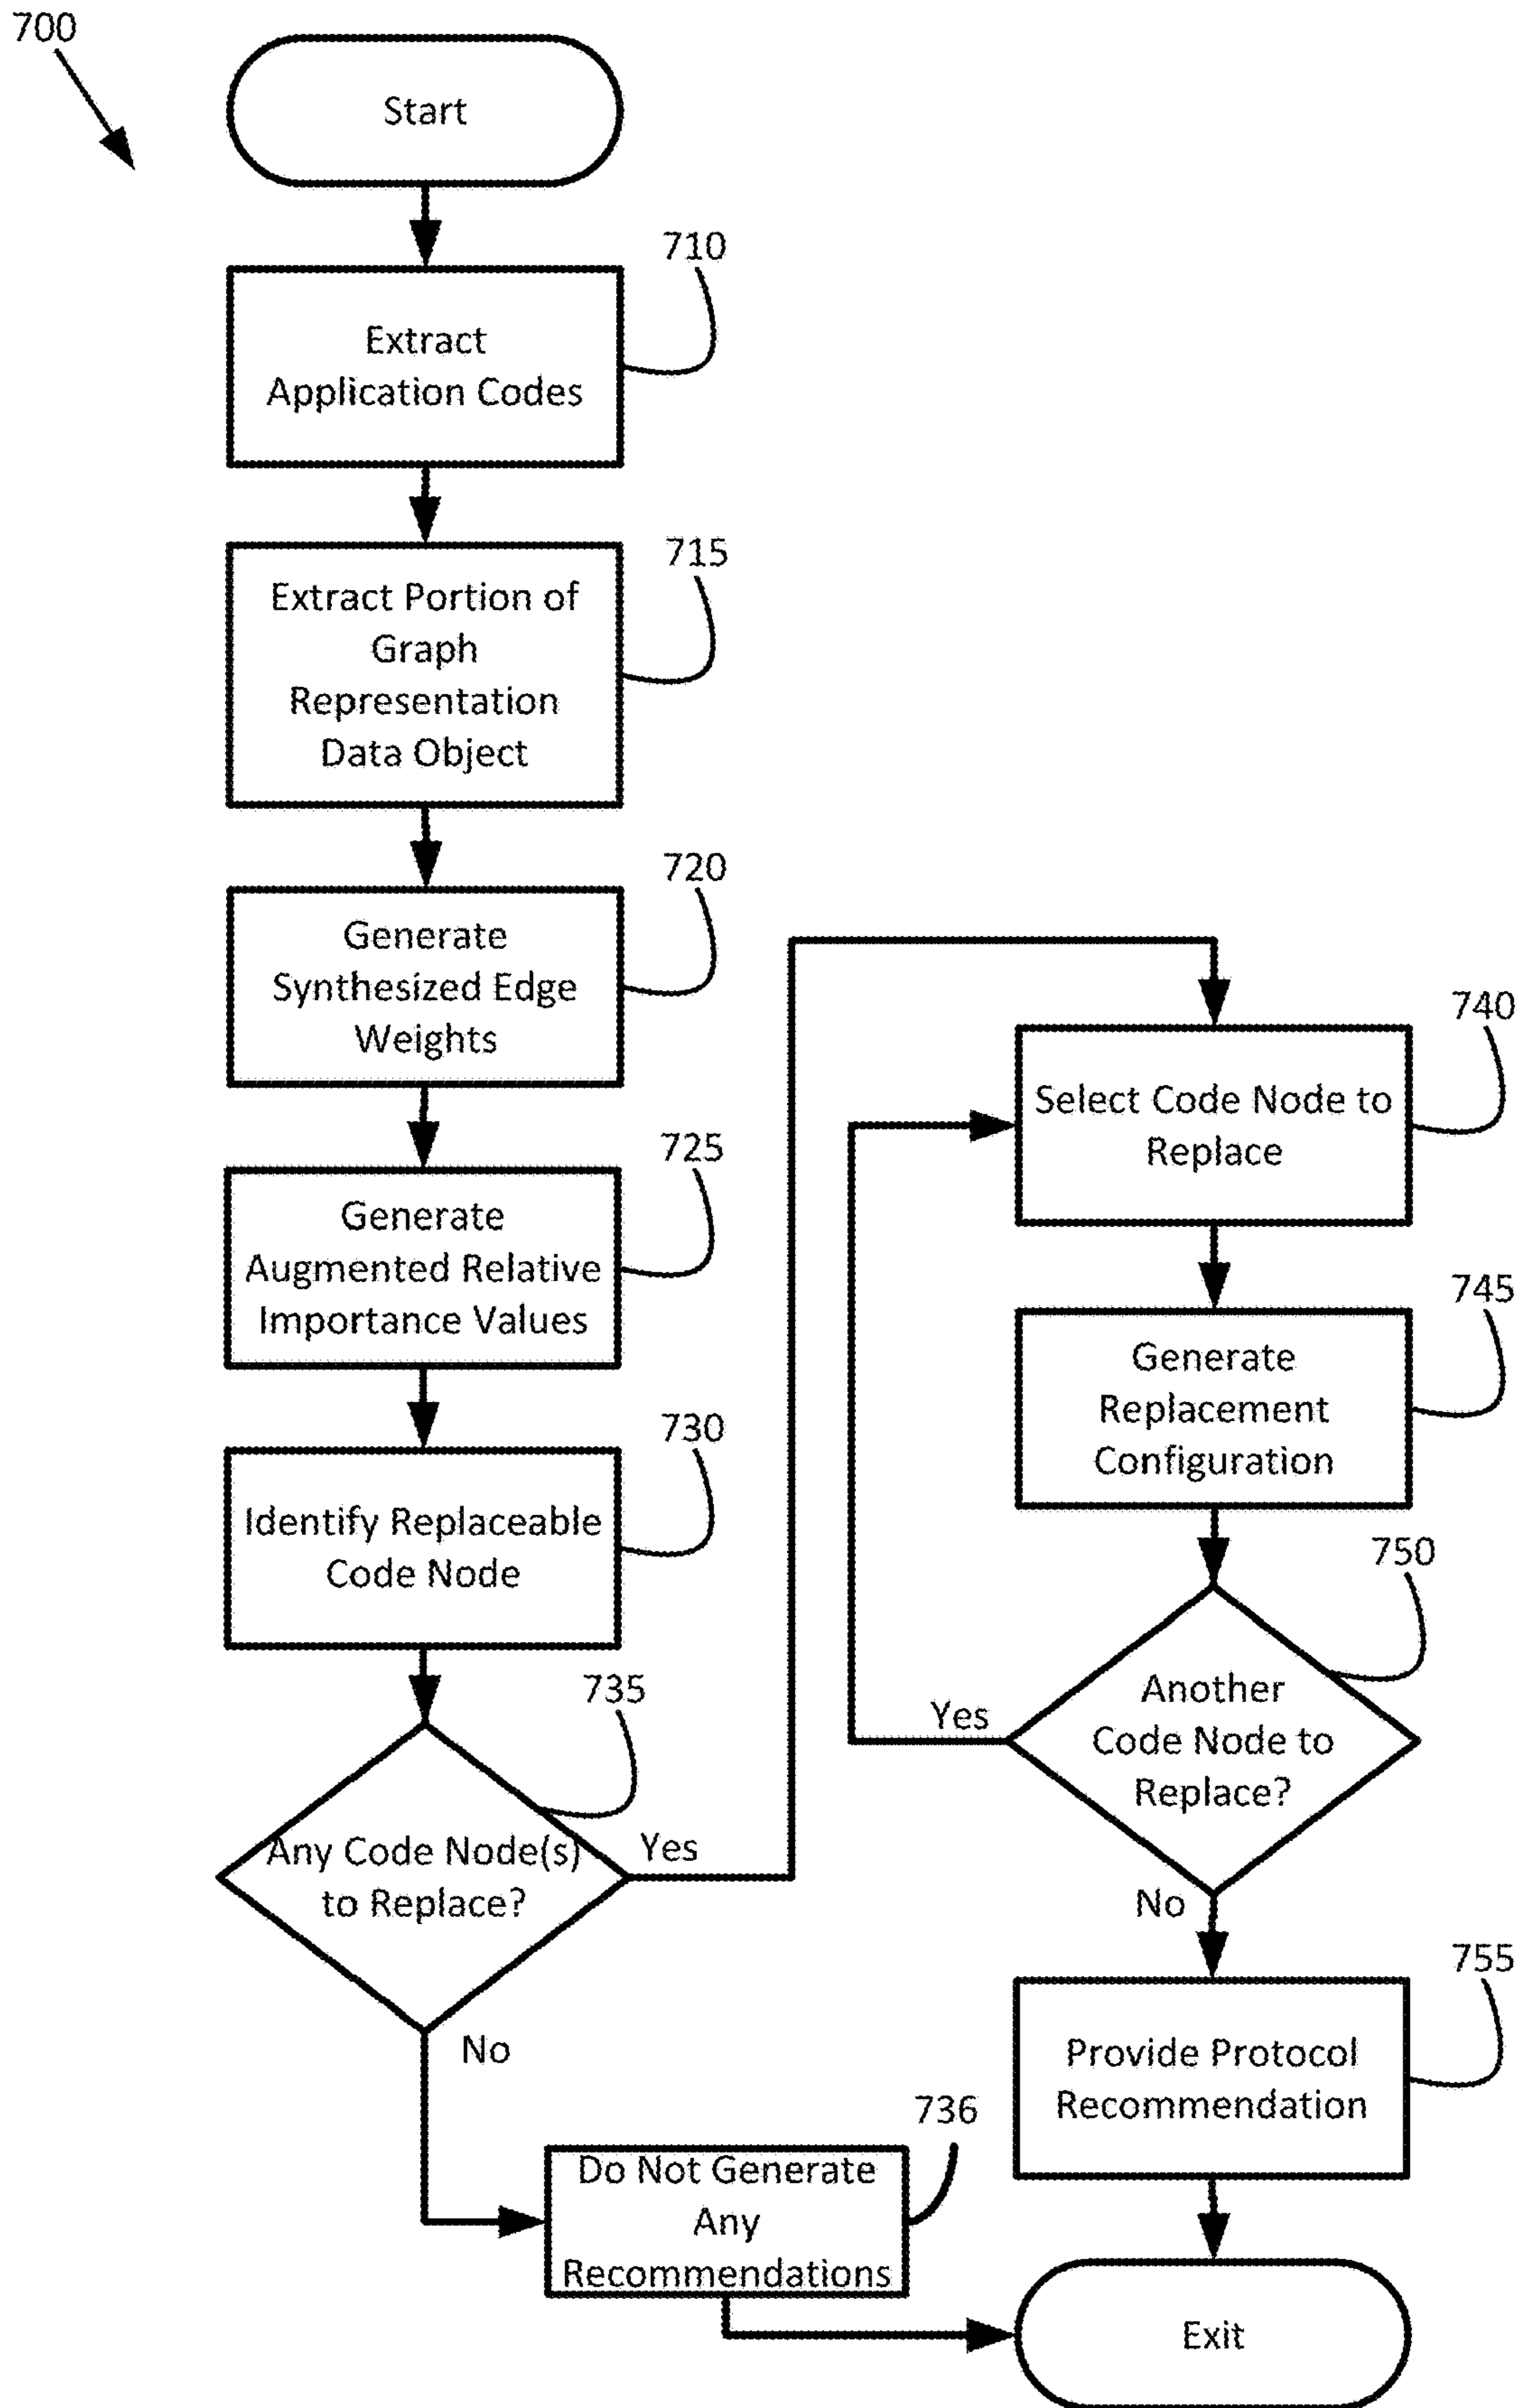 700
Start
710
Extract
Application Codes
715
Extract Portion of
Graph
Representation
Data Object
720
Generate
Synthesized Edge
Weights
725
Generate
Augmented Relative
Importance Values
730
Identify Replaceable
Code Node
735
Any Code Node(s)
to Replace?
Yes
No
736
Do Not Generate
Any
Recommendations
740
Select Code Node to
Replace
745
Generate
Replacement
Configuration
750
Another
Code Node to
Replace?
Yes
No
755
Provide Protocol
Recommendation
Exit